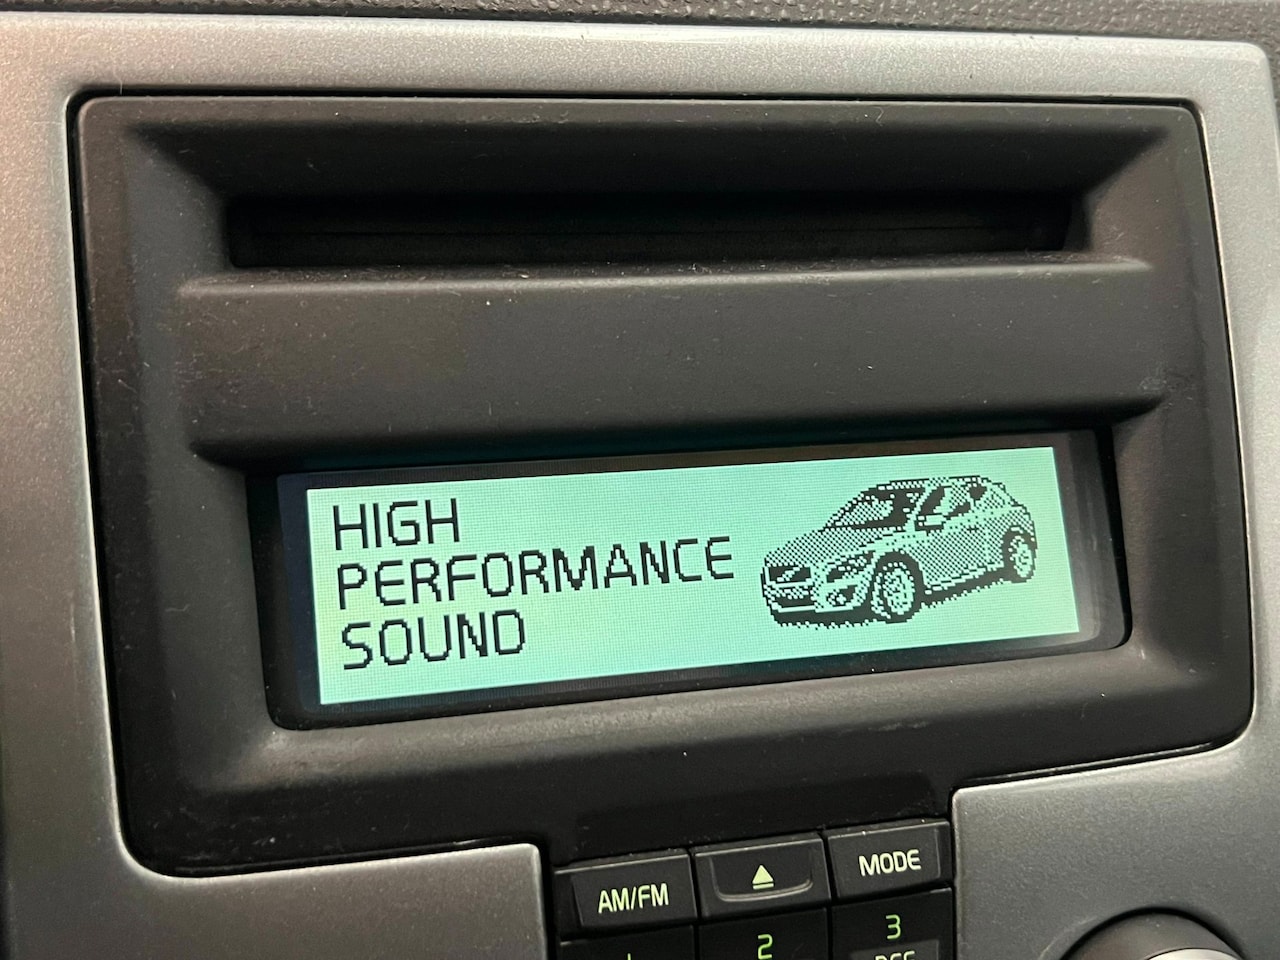 HIGH
PERFORMANCE
SOUND
AM/FM
MODE
2
3